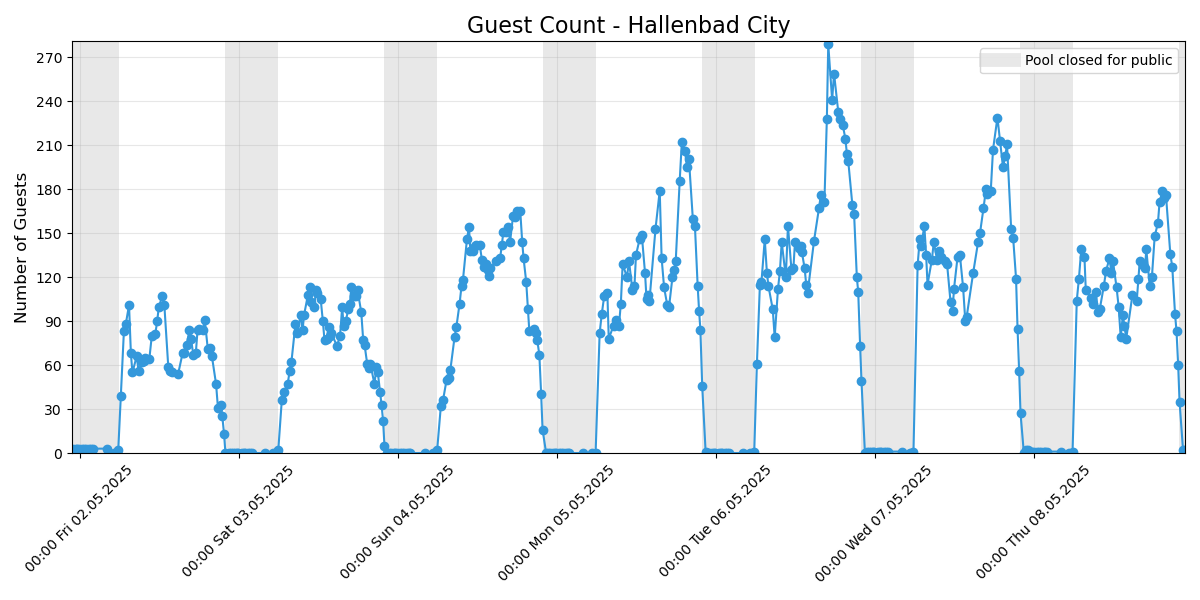 Guest Count - Hallenbad City
Pool closed for public
Number of Guests
270
240
210
180
150
120
90
60
30
0
00:00 Fri 02.05.2025
00:00 Sat 03.05.2025
00:00 Sun 04.05.2025
00:00 Mon 05.05.2025
00:00 Tue 06.05.2025
00:00 Wed 07.05.2025
00:00 Thu 08.05.2025